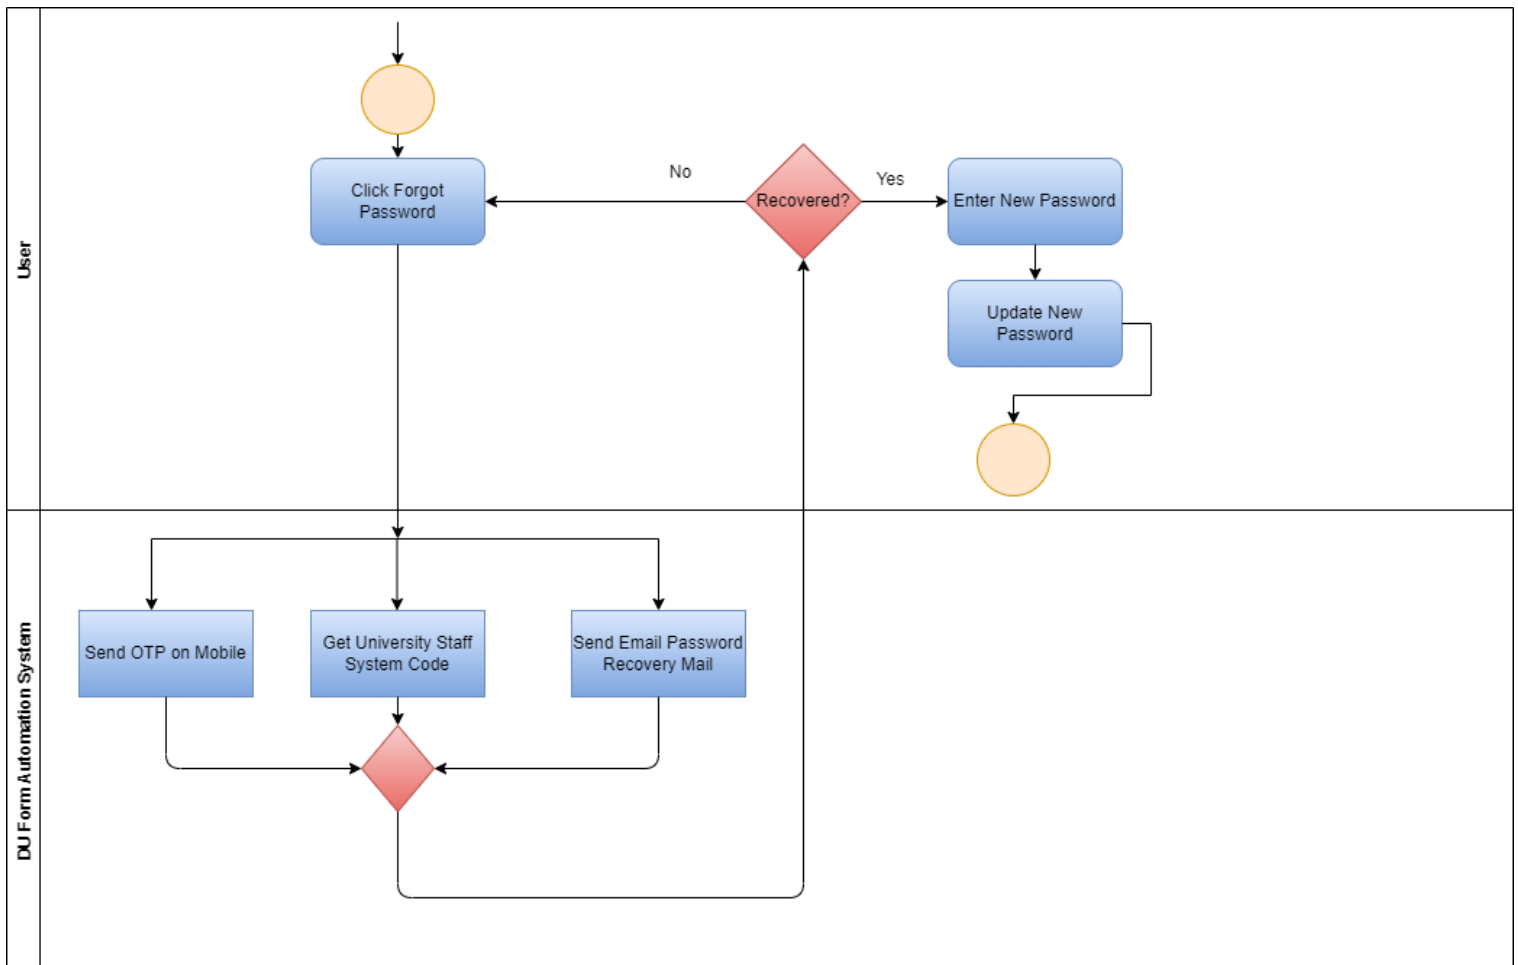 User
Click Forgot
Password
No
Recovered?
Yes
Enter New Password
Update New
Password
DU Form Automation System
Send OTP on Mobile
Get University Staff
System Code
Send Email Password
Recovery Mail